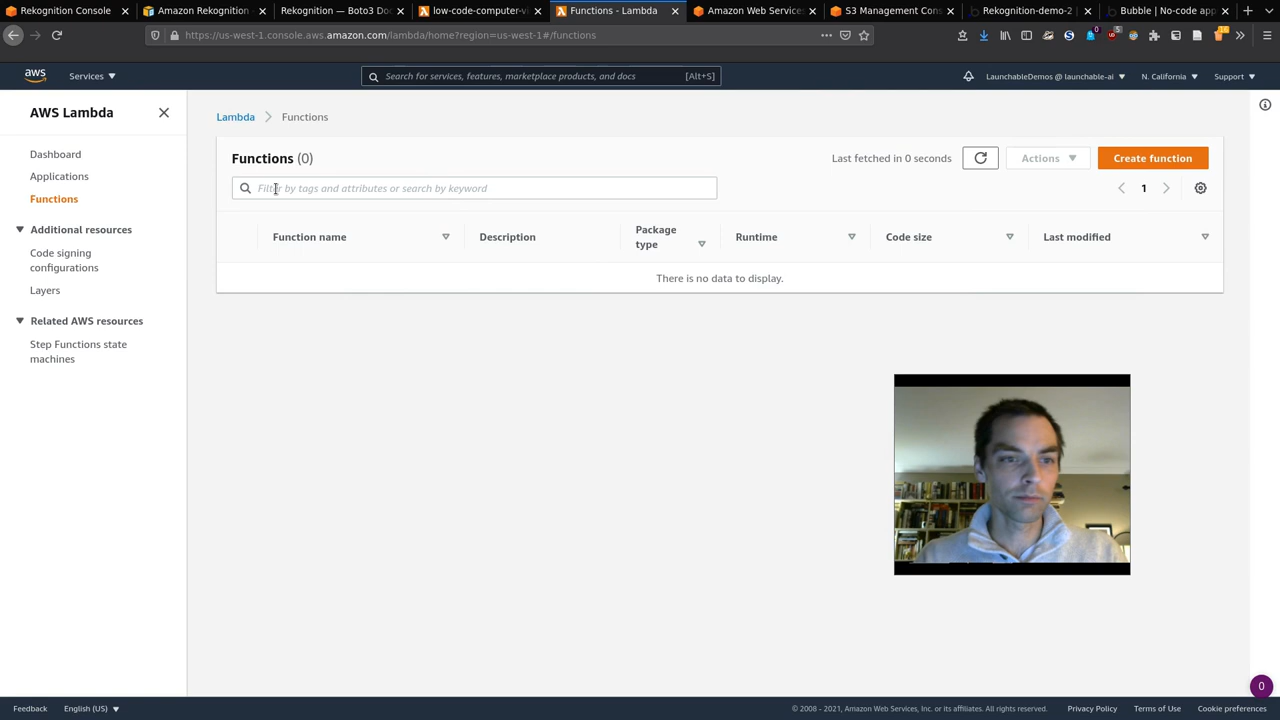 Rekognition Console
Amazon Rekognition
Rekognition — Boto3 Doc
low-code-computer-vi
Functions - Lambda
Amazon Web Service
S3 Management Cons
Rekognition-demo-2
Bubble | No-code app
https://us-west-1.console.aws.amazon.com/lambda/home?region=us-west-1#/functions
aws
Services
Search for services, features, marketplace products, and docs
[Alt+S]
LaunchableDemos @ launchable-ai
N. California
Support
AWS Lambda
Dashboard
Applications
Functions
Additional resources
Code signing
configurations
Layers
Related AWS resources
Step Functions state
machines
Lambda
Functions
Functions (0)
Last fetched in 0 seconds
Actions
Create function
Filter by tags and attributes or search by keyword
1
Function name
Description
Package
type
Runtime
Code size
Last modified
There is no data to display.
0
Feedback
English (US)
© 2008 - 2021, Amazon Web Services, Inc. or its affiliates. All rights reserved.
Privacy Policy
Terms of Use
Cookie preferences